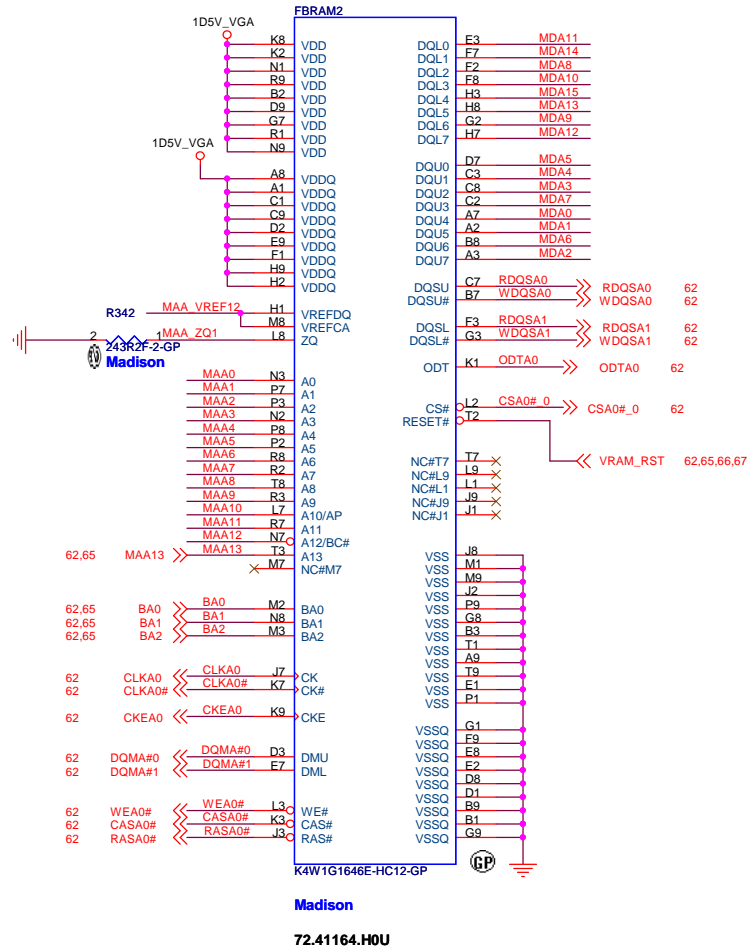 FBRAM2
1D5V_VGA
K8 VDD
K2 VDD
N1 VDD
R9 VDD
B2 VDD
D9 VDD
G7 VDD
R1 VDD
N9 VDD
1D5V_VGA
A8 VDDQ
A1 VDDQ
C1 VDDQ
C9 VDDQ
D2 VDDQ
E9 VDDQ
F1 VDDQ
H9 VDDQ
H2 VDDQ
MAA_VREF12 H1 VREFDQ
M8 VREFCA
R342
2 1 MAA_ZQ1 L8 ZQ
243R2F-2-GP
Madison
MAA0 N3 A0
MAA1 P7 A1
MAA2 P3 A2
MAA3 N2 A3
MAA4 P8 A4
MAA5 P2 A5
MAA6 R8 A6
MAA7 R2 A7
MAA8 T8 A8
MAA9 R3 A9
MAA10 L7 A10/AP
MAA11 R7 A11
MAA12 N7 A12/BC#
62,65 MAA13 MAA13 T3 A13
M7 NC#M7
62,65 BA0 BA0 M2 BA0
62,65 BA1 BA1 N8 BA1
62,65 BA2 BA2 M3 BA2
62 CLKA0 CLKA0 J7 CK
62 CLKA0# CLKA0# K7 CK#
62 CKEA0 CKEA0 K9 CKE
62 DQMA#0 DQMA#0 D3 DMU
62 DQMA#1 DQMA#1 E7 DML
62 WEA0# WEA0# L3 WE#
62 CASA0# CASA0# K3 CAS#
62 RASA0# RASA0# J3 RAS#
DQL0 E3 MDA11
DQL1 F7 MDA14
DQL2 F2 MDA8
DQL3 F8 MDA10
DQL4 H3 MDA15
DQL5 H8 MDA13
DQL6 G2 MDA9
DQL7 H7 MDA12
DQU0 D7 MDA5
DQU1 C3 MDA4
DQU2 C8 MDA3
DQU3 C2 MDA7
DQU4 A7 MDA0
DQU5 A2 MDA1
DQU6 B8 MDA6
DQU7 A3 MDA2
DQSU C7 RDQSA0 RDQSA0 62
DQSU# B7 WDQSA0 WDQSA0 62
DQSL F3 RDQSA1 RDQSA1 62
DQSL# G3 WDQSA1 WDQSA1 62
ODT K1 ODTA0 ODTA0 62
CS# L2 CSA0#_0 CSA0#_0 62
RESET# T2 VRAM_RST 62,65,66,67
NC#T7 T7
NC#L9 L9
NC#L1 L1
NC#J9 J9
NC#J1 J1
VSS J8
VSS M1
VSS M9
VSS J2
VSS P9
VSS G8
VSS B3
VSS T1
VSS A9
VSS T9
VSS E1
VSS P1
VSSQ G1
VSSQ F9
VSSQ E8
VSSQ E2
VSSQ D8
VSSQ D1
VSSQ B9
VSSQ B1
VSSQ G9
GP
K4W1G1646E-HC12-GP
Madison
72.41164.H0U